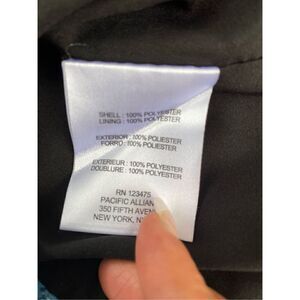 SHELL : 100% POLYESTER
LINING : 100% POLYESTER
EXTERIOR : 100% POLIESTER
FORRO : 100% POLIESTER
EXTERIEUR : 100% POLYESTER
DOUBLURE : 100% POLYESTER
RN 123475
PACIFIC
350 FIFTH
NEW YORK,